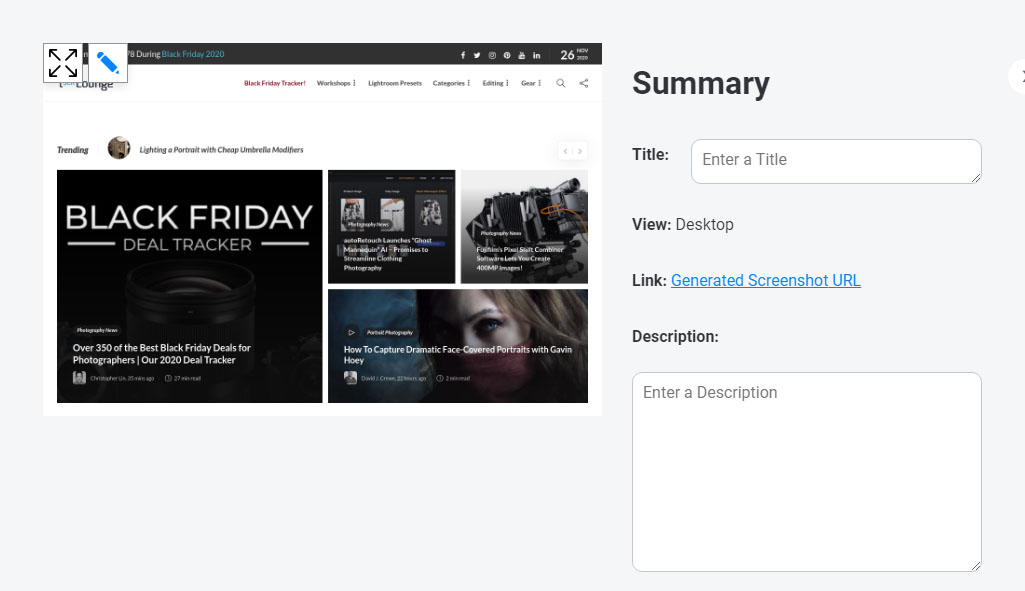 78 During Black Friday 2020
26 NOV 2020
Lounge
Black Friday Tracker!
Workshops
Lightroom Presets
Categories
Editing
Gear
Trending
Lighting a Portrait with Cheap Umbrella Modifiers
BLACK FRIDAY
DEAL TRACKER
Photography News
Over 350 of the Best Black Friday Deals for
Photographers | Our 2020 Deal Tracker
Christopher Lin, 35 mins ago
27 min read
Photography News
autoRetouch Launches "Ghost
Mannequin" AI – Promises to
Streamline Clothing
Photography
Photography News
Fujifilm's Pixel Shift Combiner
Software Lets You Create
400MP Images!
Portrait Photography
How To Capture Dramatic Face-Covered Portraits with Gavin
Hoey
David J. Crewe, 22 hours ago
2 min read
Summary
Title:
Enter a Title
View: Desktop
Link: Generated Screenshot URL
Description:
Enter a Description